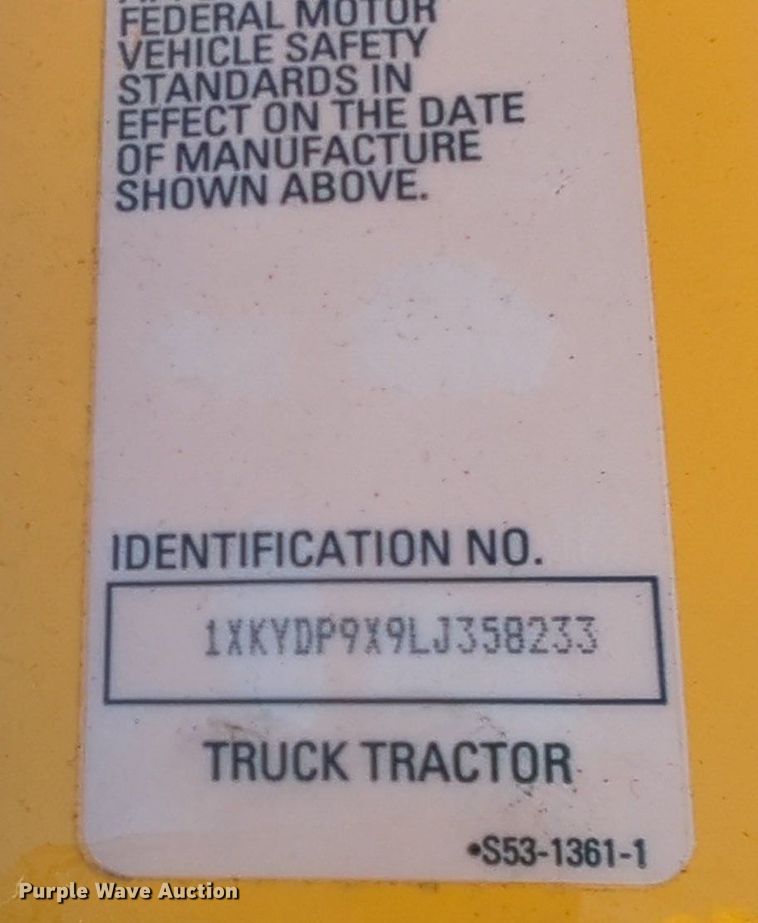 FEDERAL MOTOR
VEHICLE SAFETY
STANDARDS IN
EFFECT ON THE DATE
OF MANUFACTURE
SHOWN ABOVE.
IDENTIFICATION NO.
1XKYDP9X9LJ358233
TRUCK TRACTOR
•S53-1361-1
Purple Wave Auction